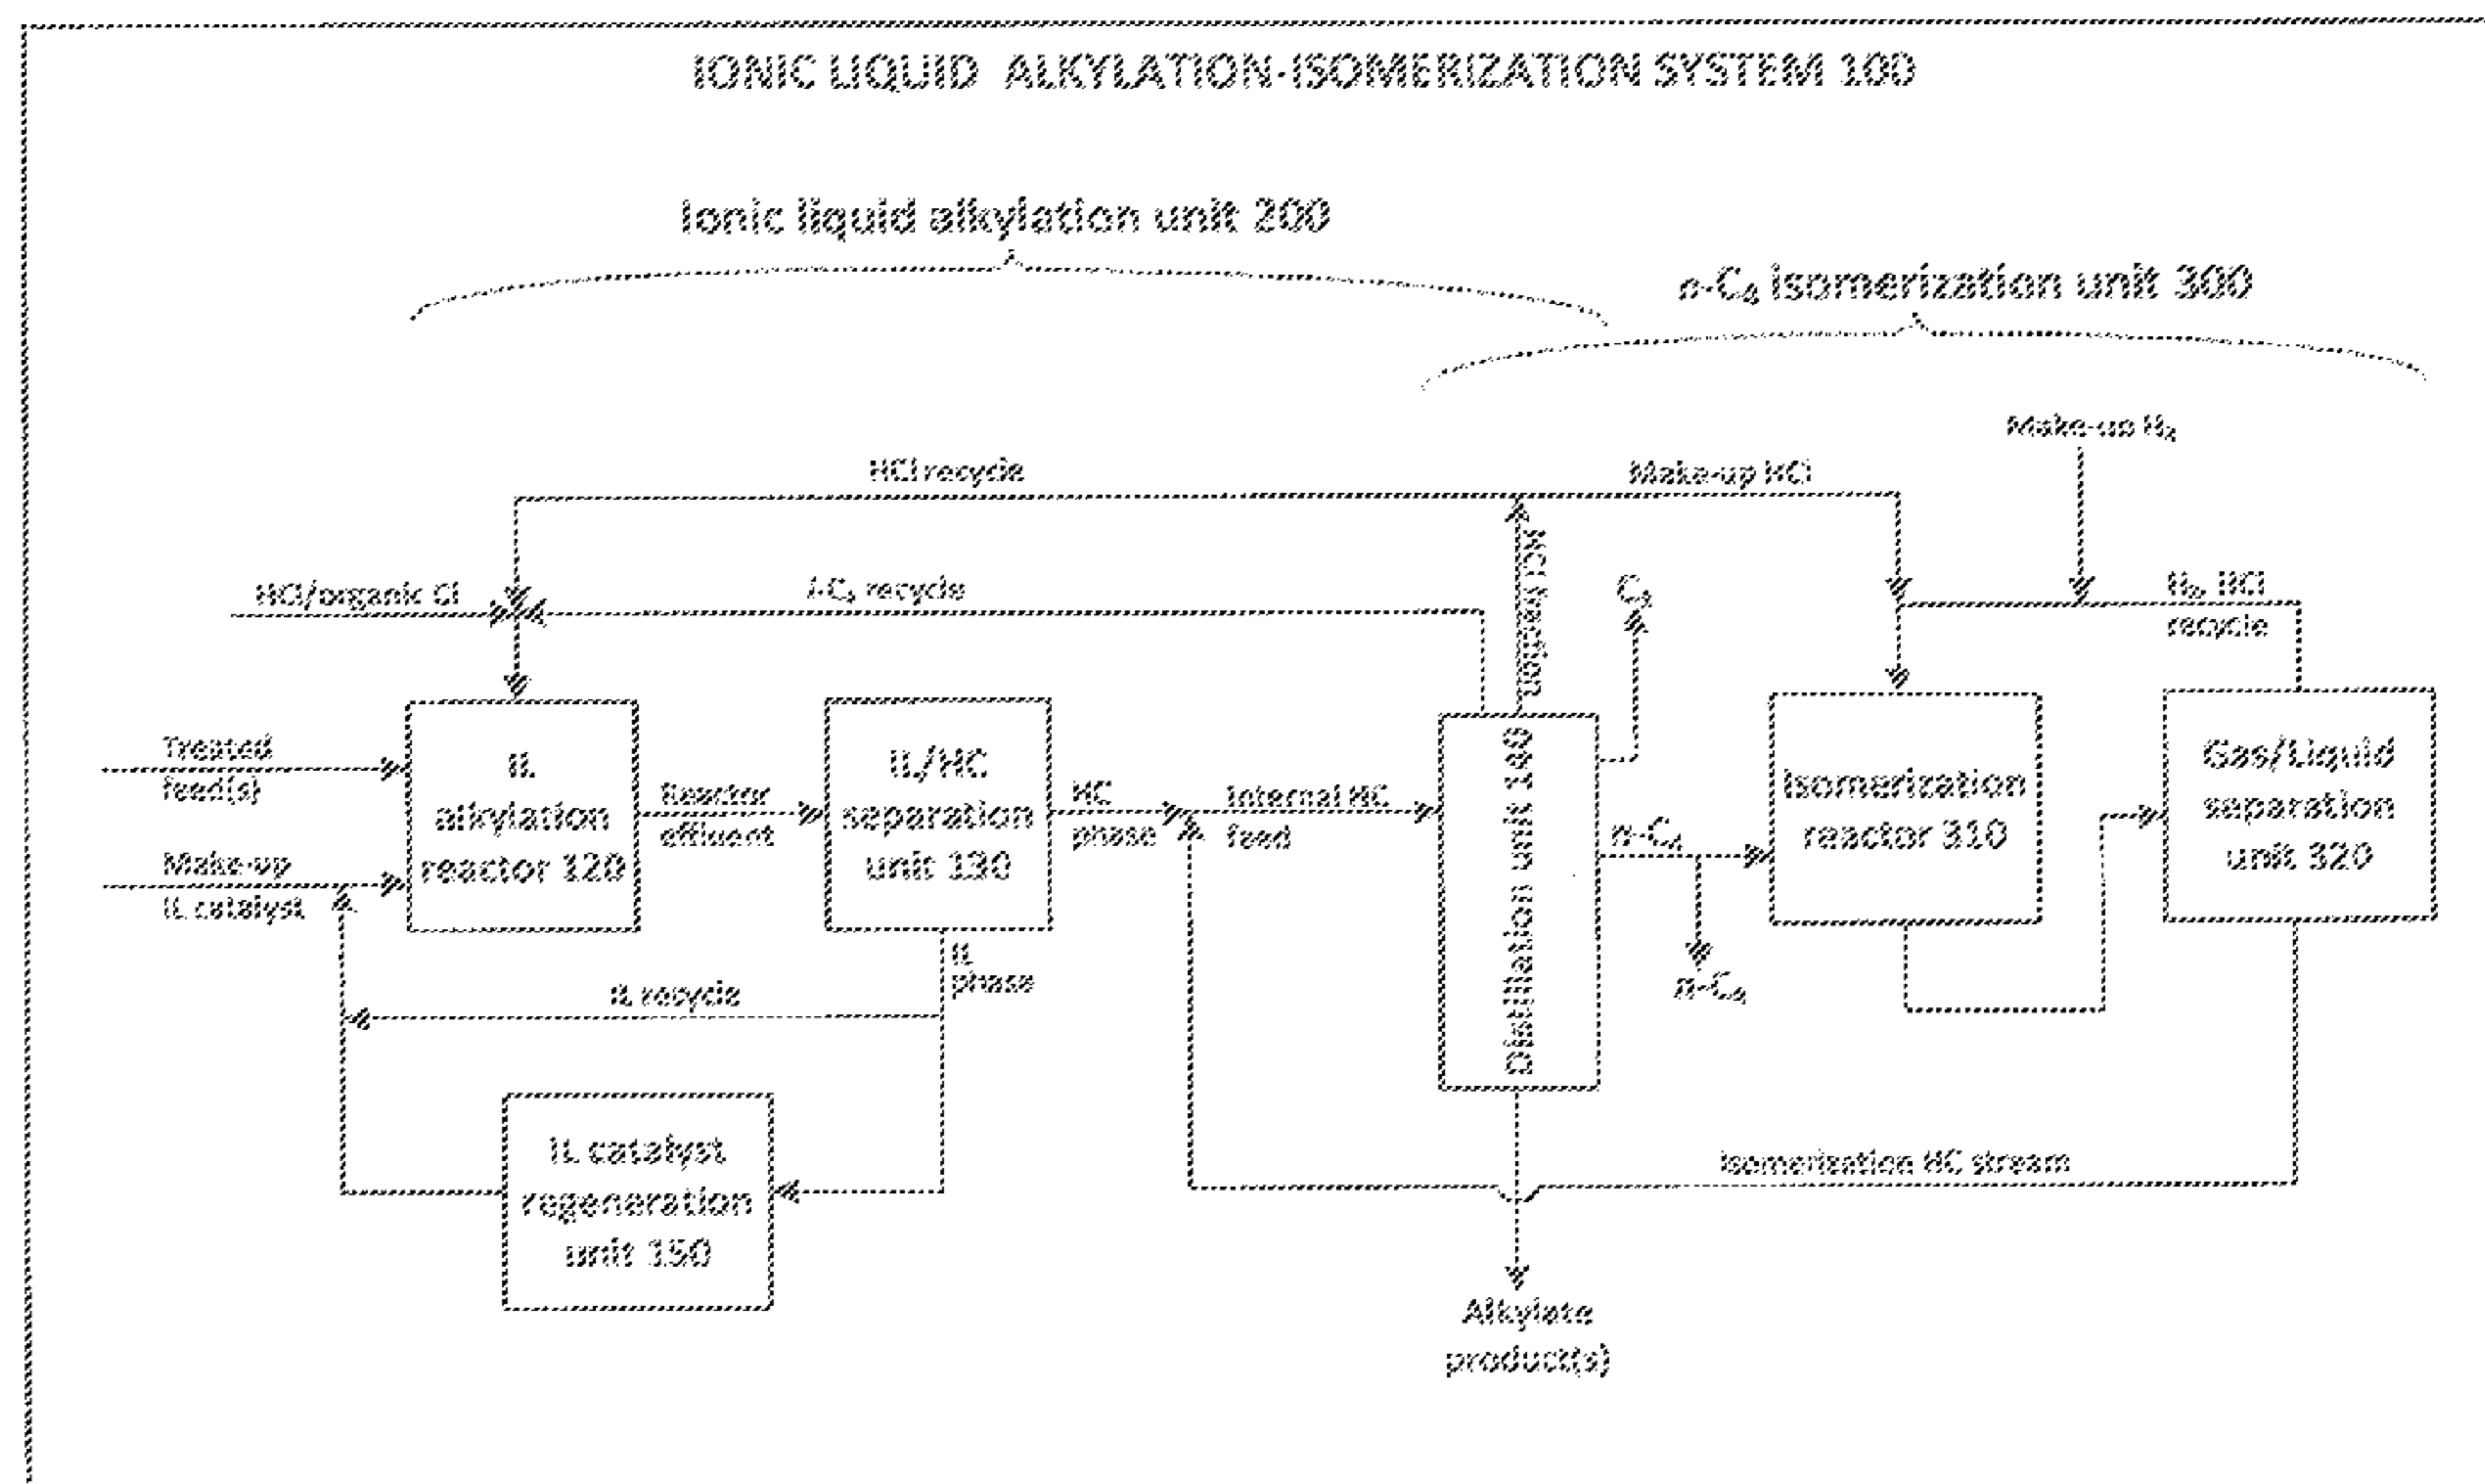 IONIC LIQUID ALKYLATION-ISOMERIZATION SYSTEM 100
Ionic liquid alkylation unit 200
n-C₄ isomerization unit 300
Make-up H₂
HCl recycle
Make-up HCl
HCl/organic Cl
i-C₄ recycle
HCl fraction
C₃
H₂, HCl
recycle
Treated
feed(s)
IL
alkylation
reactor 120
Reactor
effluent
IL/HC
separation
unit 130
HC
phase
Internal HC
feed
Distillation unit 140
n-C₄
Isomerization
reactor 310
Gas/Liquid
separation
unit 320
Make-up
IL catalyst
IL
phase
n-C₄
IL recycle
IL catalyst
regeneration
unit 150
Isomerization HC stream
Alkylate
product(s)